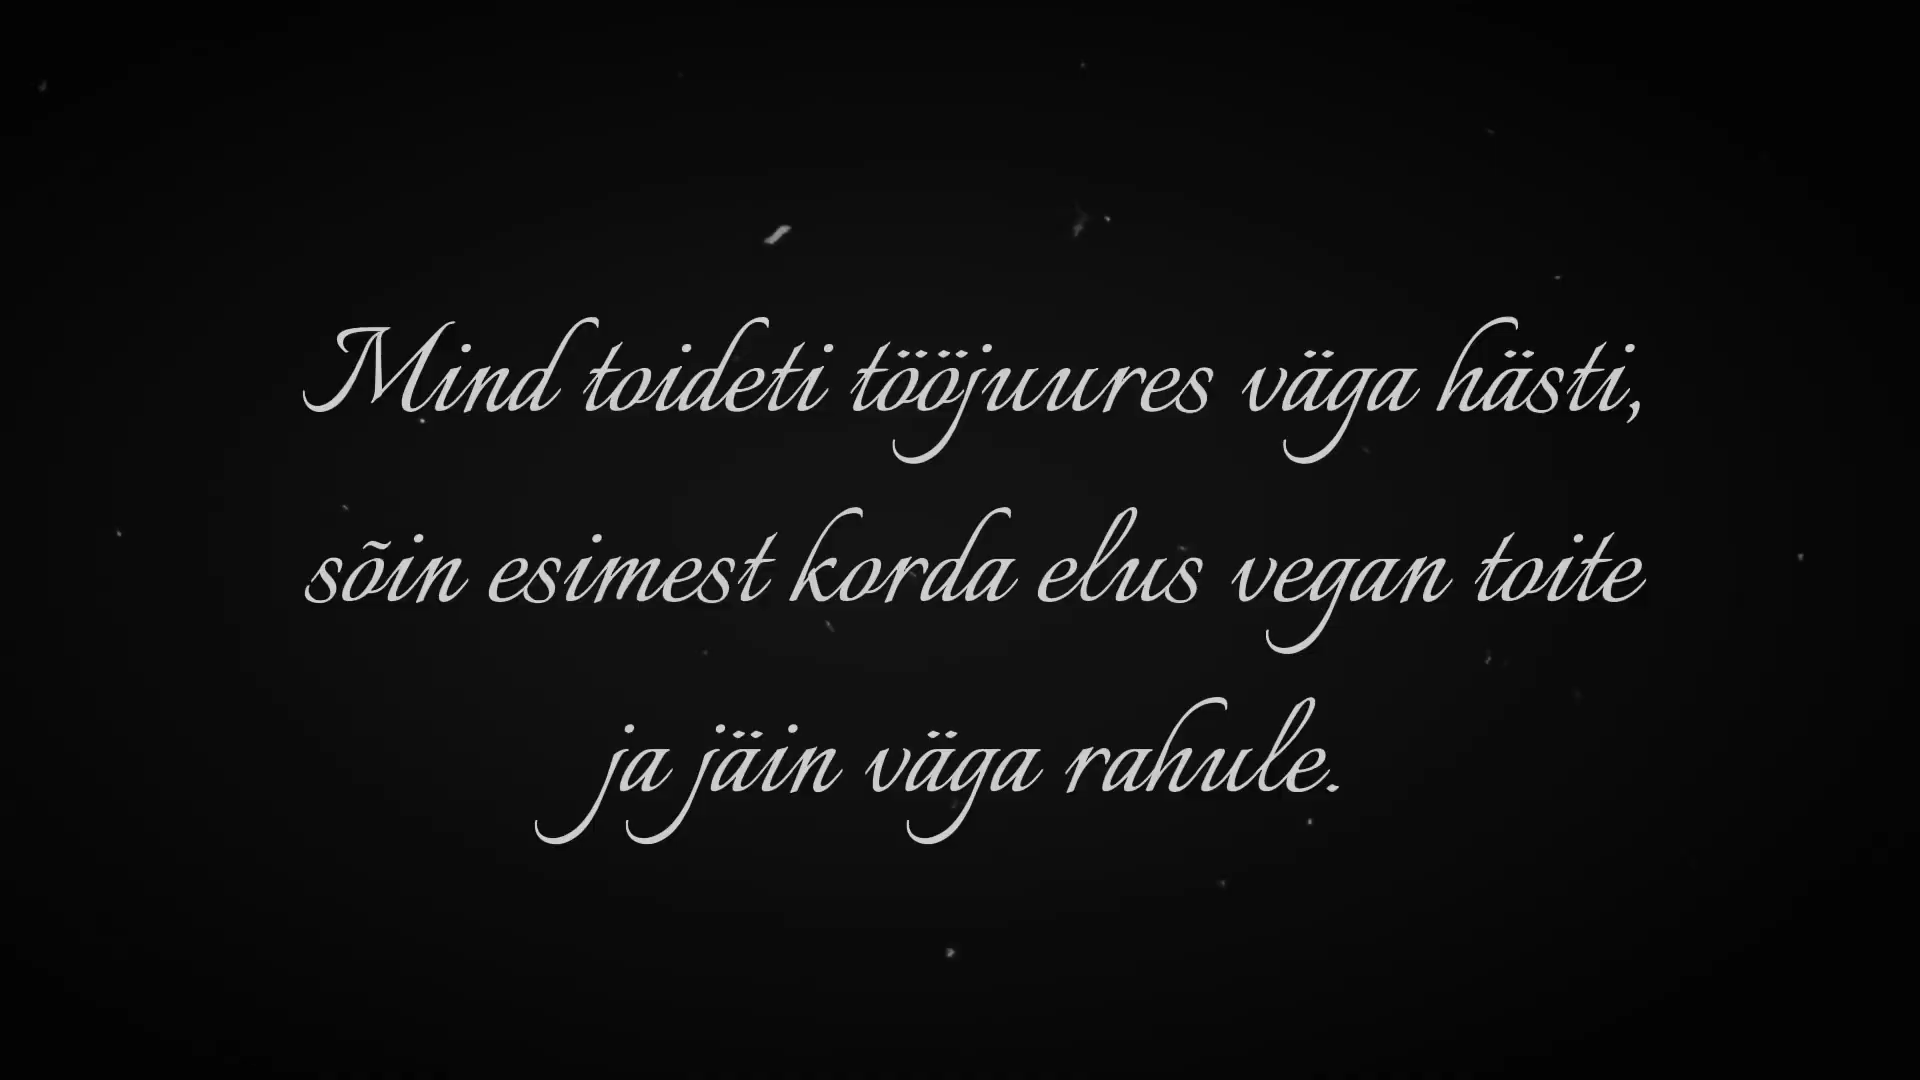 Mind toideti tööjuures väga hästi,
sõin esimest korda elus vegan toite
ja jäin väga rahule.